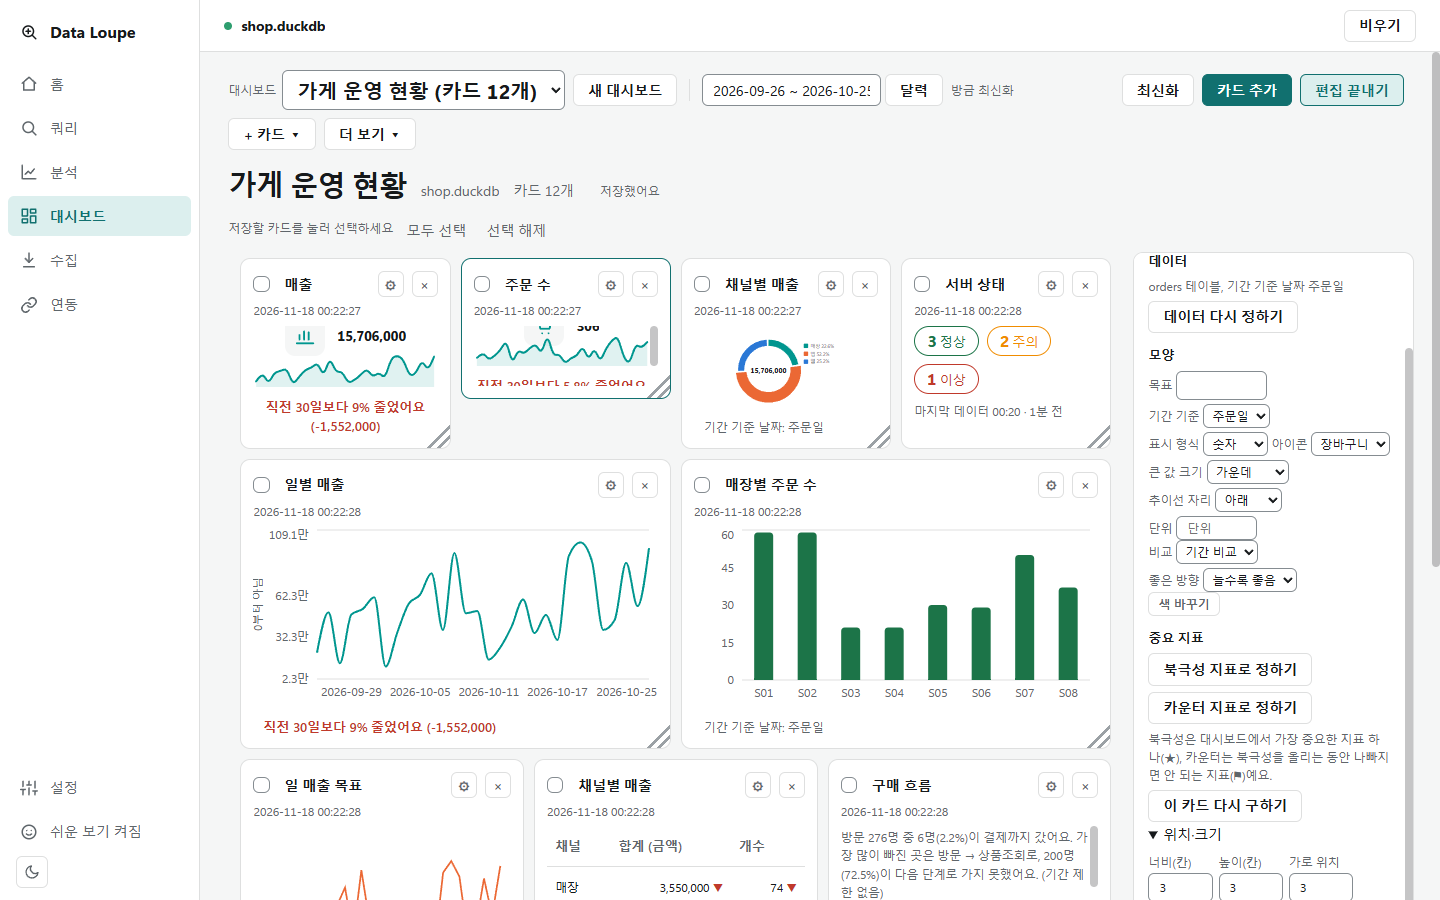 Data Loupe
shop.duckdb
비우기
홈
쿼리
분석
대시보드
수집
연동
설정
쉬운 보기 켜짐
대시보드
가게 운영 현황 (카드 12개)
새 대시보드
2026-09-26 ~ 2026-10-25
달력
방금 최신화
최신화
카드 추가
편집 끝내기
+ 카드 ▾
더 보기 ▾
가게 운영 현황
shop.duckdb 카드 12개 저장했어요
저장할 카드를 눌러 선택하세요 모두 선택 선택 해제
매출
2026-11-18 00:22:27
15,706,000
직전 30일보다 9% 줄었어요
(-1,552,000)
주문 수
2026-11-18 00:22:27
306
직전 30일보다 5.8% 줄었어요
채널별 매출
2026-11-18 00:22:27
15,706,000
기간 기준 날짜: 주문일
서버 상태
2026-11-18 00:22:28
3 정상
2 주의
1 이상
마지막 데이터 00:20 · 1분 전
일별 매출
2026-11-18 00:22:28
0부터 아님
109.1만
62.3만
32.3만
2.3만
2026-09-29 2026-10-05 2026-10-11 2026-10-17 2026-10-25
직전 30일보다 9% 줄었어요 (-1,552,000)
매장별 주문 수
2026-11-18 00:22:28
60
45
30
15
0
S01 S02 S03 S04 S05 S06 S07 S08
기간 기준 날짜: 주문일
일 매출 목표
2026-11-18 00:22:28
채널별 매출
2026-11-18 00:22:28
채널 합계 (금액) 개수
매장 3,550,000 ▼ 74 ▼
구매 흐름
2026-11-18 00:22:28
방문 276명 중 6명(2.2%)이 결제까지 갔어요. 가
장 많이 빠진 곳은 방문 → 상품조회로, 200명
(72.5%)이 다음 단계로 가지 못했어요. (기간 제
한 없음)
데이터
orders 테이블, 기간 기준 날짜 주문일
데이터 다시 정하기
모양
목표
기간 기준 주문일
표시 형식 숫자 아이콘 장바구니
큰 값 크기 가운데
추이선 자리 아래
단위 단위
비교 기간 비교
좋은 방향 늘수록 좋음
색 바꾸기
중요 지표
북극성 지표로 정하기
카운터 지표로 정하기
북극성은 대시보드에서 가장 중요한 지표 하
나(★), 카운터는 북극성을 올리는 동안 나빠지
면 안 되는 지표(⚑)예요.
이 카드 다시 구하기
▼ 위치·크기
너비(칸) 높이(칸) 가로 위치
3 3 3